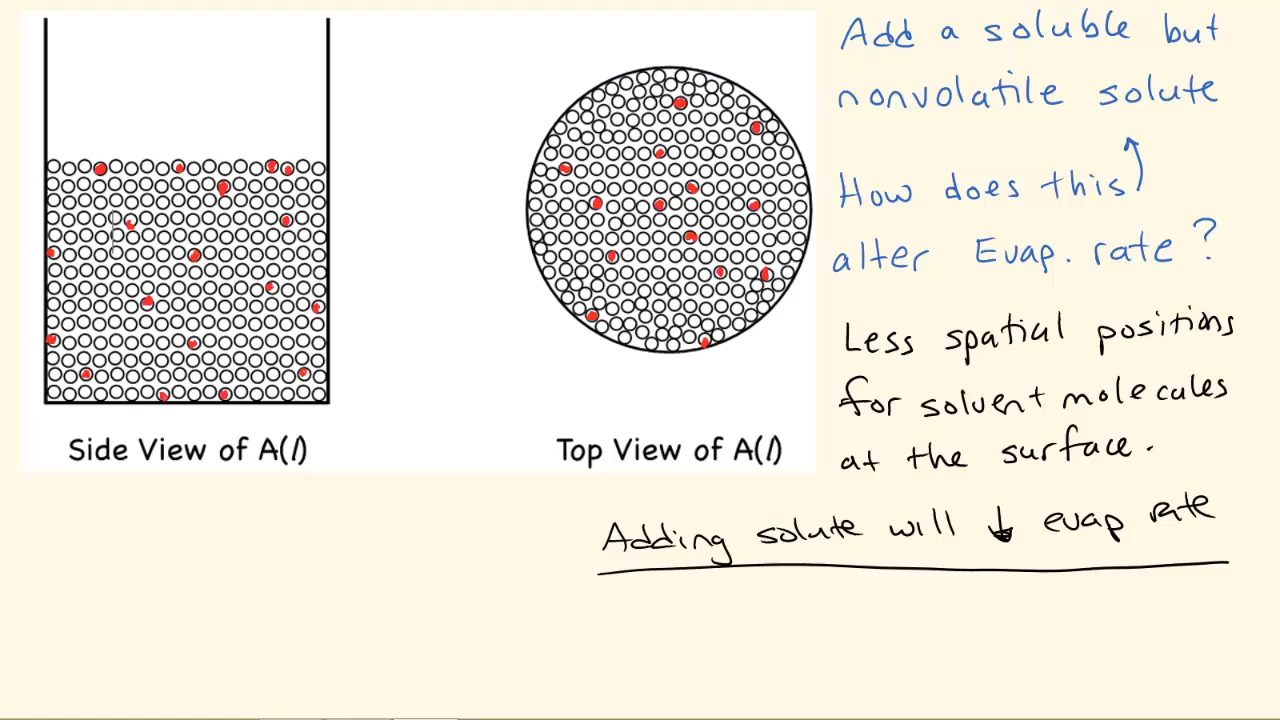 Add a soluble but
nonvolatile solute
How does this
alter Evap. rate?
Less spatial positions
for solvent molecules
at the surface.
Side View of A(l)
Top View of A(l)
Adding solute will ↓ evap rate